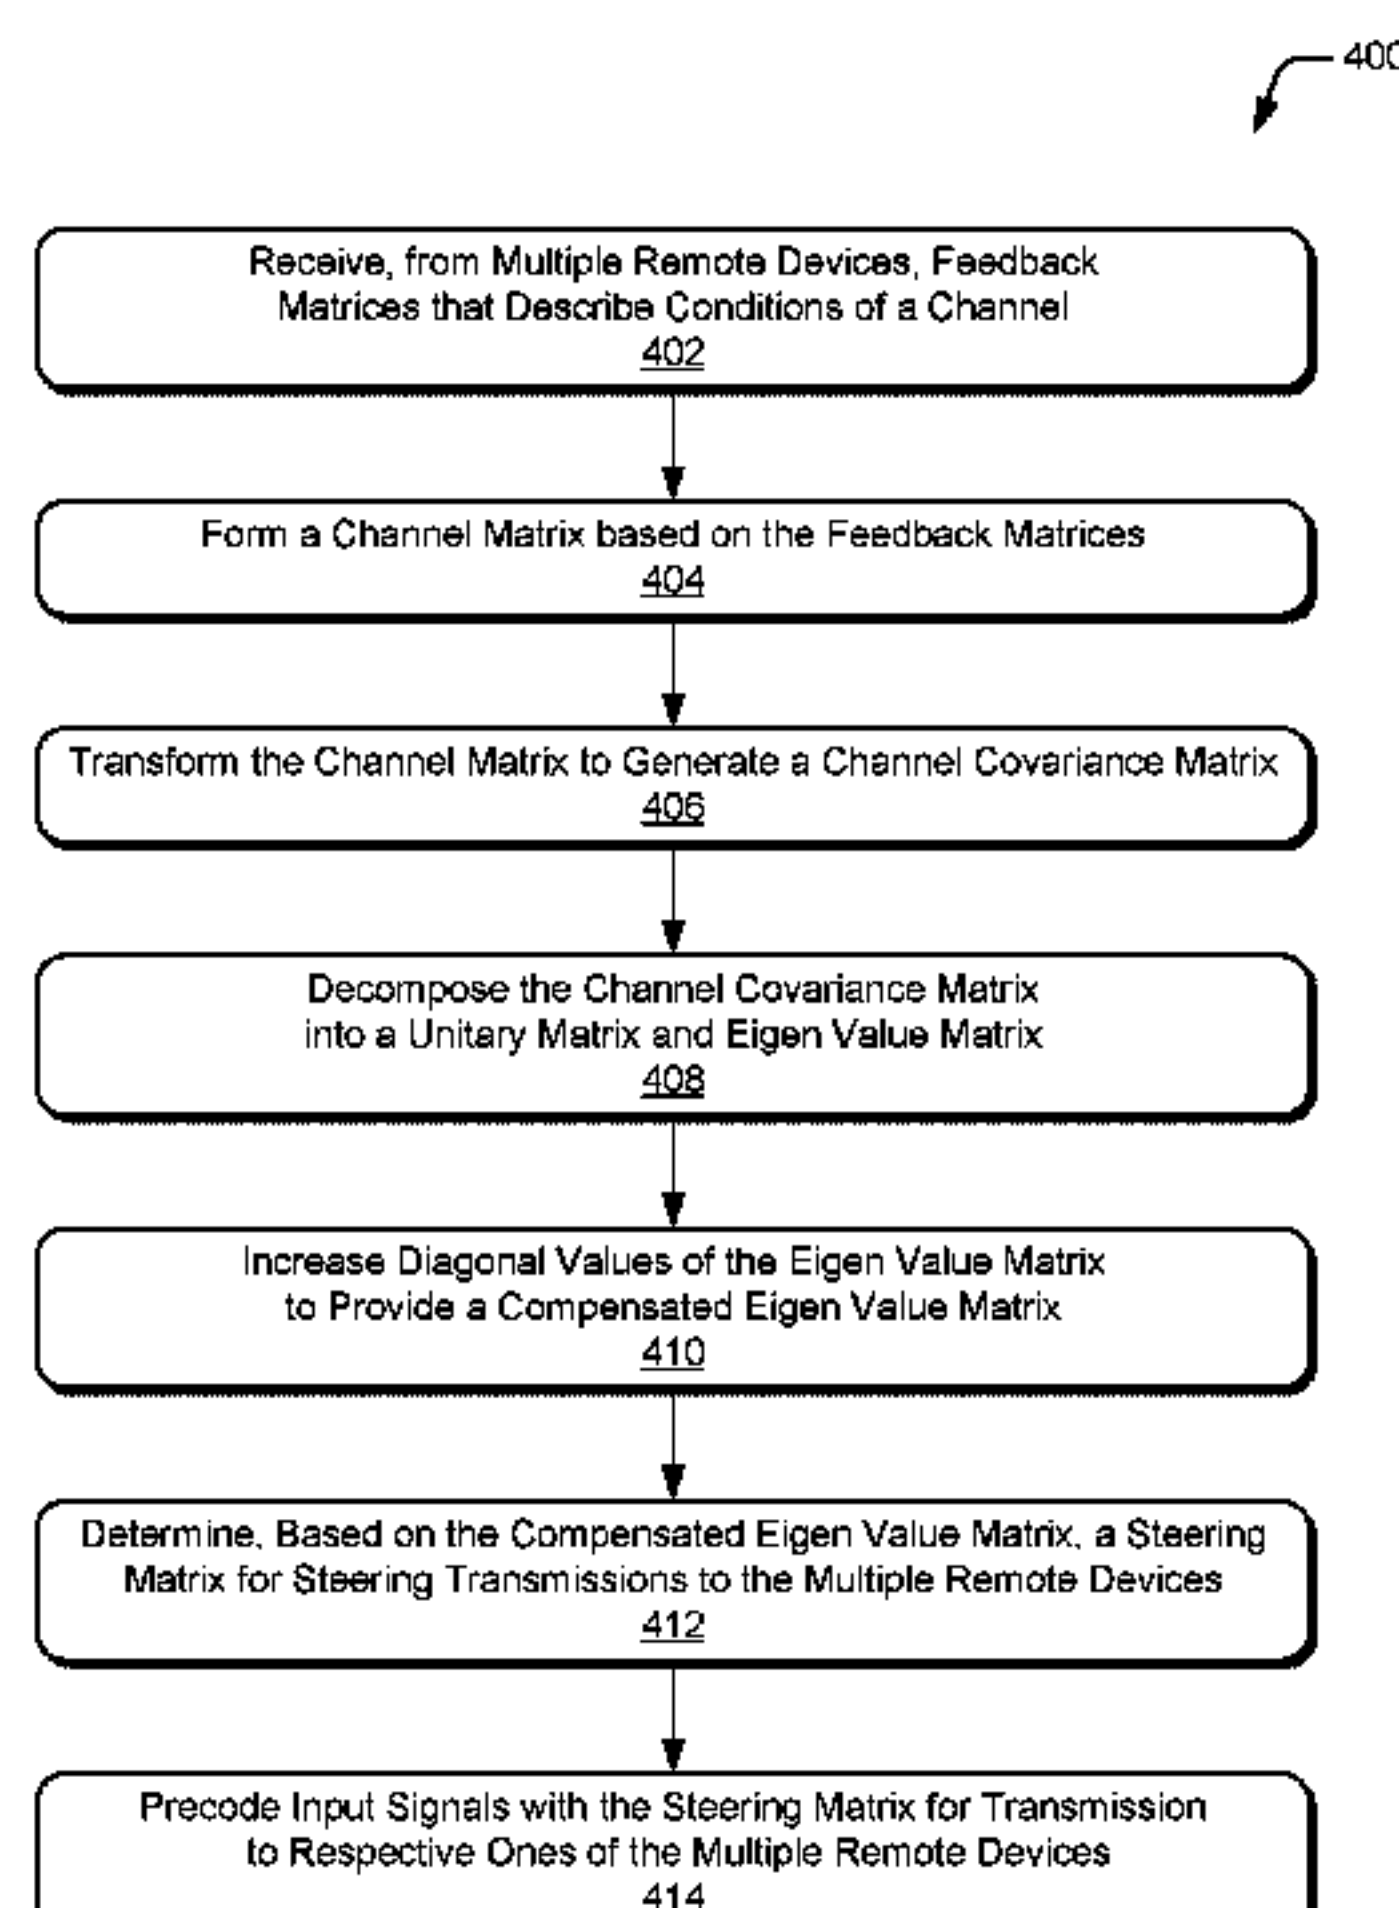 400
Receive, from Multiple Remote Devices, Feedback
Matrices that Describe Conditions of a Channel
402
Form a Channel Matrix based on the Feedback Matrices
404
Transform the Channel Matrix to Generate a Channel Covariance Matrix
406
Decompose the Channel Covariance Matrix
into a Unitary Matrix and Eigen Value Matrix
408
Increase Diagonal Values of the Eigen Value Matrix
to Provide a Compensated Eigen Value Matrix
410
Determine, Based on the Compensated Eigen Value Matrix, a Steering
Matrix for Steering Transmissions to the Multiple Remote Devices
412
Precode Input Signals with the Steering Matrix for Transmission
to Respective Ones of the Multiple Remote Devices
414